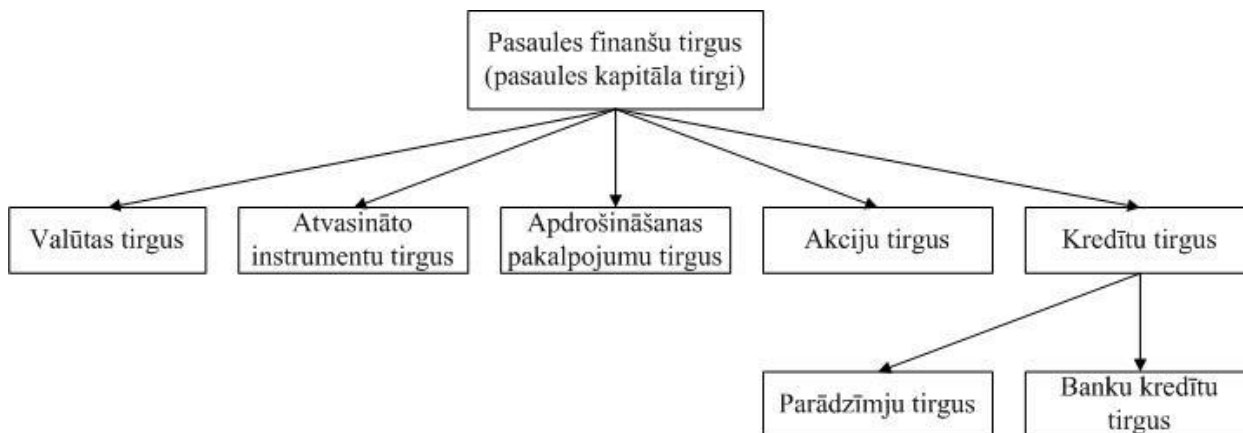 Pasaules finanšu tirgus
(pasaules kapitāla tirgi)
Valūtas tirgus
Atvasināto
instrumentu tirgus
Apdrošināšanas
pakalpojumu tirgus
Akciju tirgus
Kredītu tirgus
Parādzīmju tirgus
Banku kredītu
tirgus